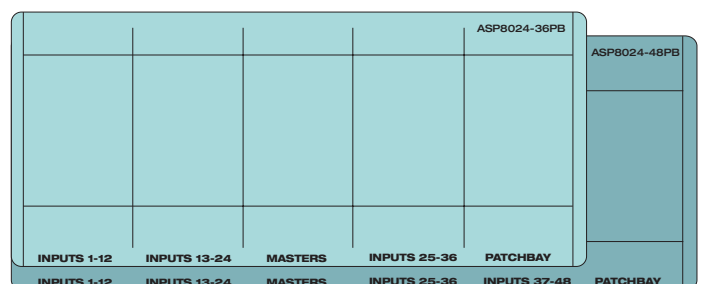 ASP8024-36PB
ASP8024-48PB
INPUTS 1-12 INPUTS 13-24 MASTERS INPUTS 25-36 PATCHBAY
INPUTS 1-12 INPUTS 13-24 MASTERS INPUTS 25-36 INPUTS 37-48 PATCHBAY